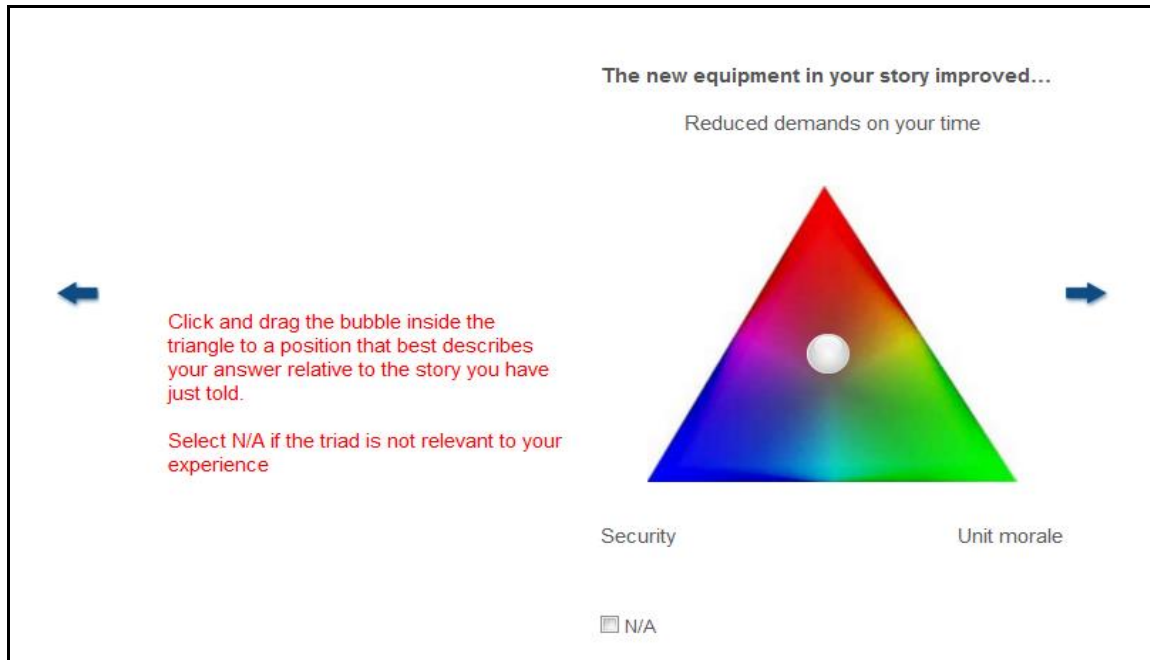 The new equipment in your story improved...
Reduced demands on your time
Click and drag the bubble inside the
triangle to a position that best describes
your answer relative to the story you have
just told.
Select N/A if the triad is not relevant to your
experience
Security
Unit morale
N/A